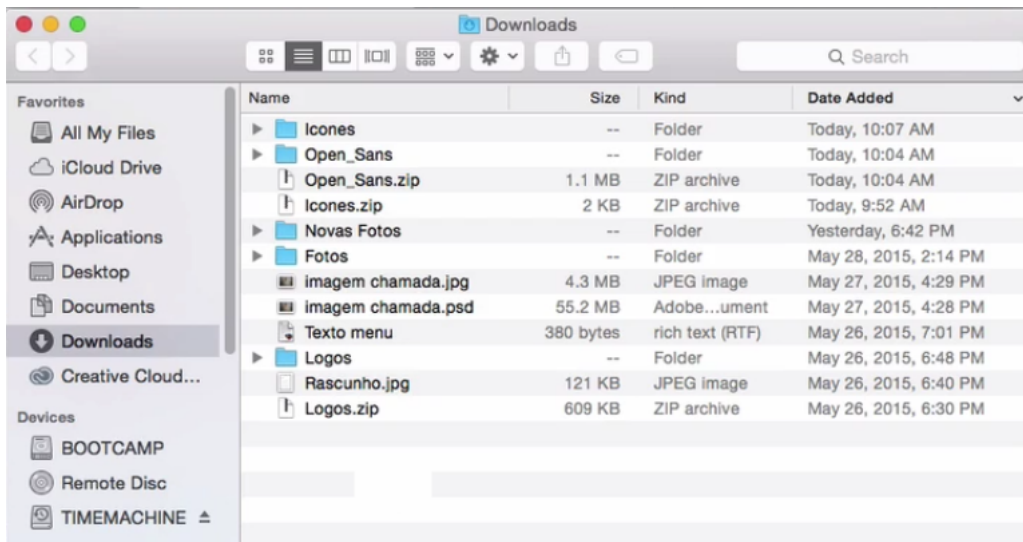 Downloads
Search
Favorites
All My Files
iCloud Drive
AirDrop
Applications
Desktop
Documents
Downloads
Creative Cloud...
Devices
BOOTCAMP
Remote Disc
TIMEMACHINE
Name Size Kind Date Added
Icones -- Folder Today, 10:07 AM
Open_Sans -- Folder Today, 10:04 AM
Open_Sans.zip 1.1 MB ZIP archive Today, 10:04 AM
Icones.zip 2 KB ZIP archive Today, 9:52 AM
Novas Fotos -- Folder Yesterday, 6:42 PM
Fotos -- Folder May 28, 2015, 2:14 PM
imagem chamada.jpg 4.3 MB JPEG image May 27, 2015, 4:29 PM
imagem chamada.psd 55.2 MB Adobe...ument May 27, 2015, 4:28 PM
Texto menu 380 bytes rich text (RTF) May 26, 2015, 7:01 PM
Logos -- Folder May 26, 2015, 6:48 PM
Rascunho.jpg 121 KB JPEG image May 26, 2015, 6:40 PM
Logos.zip 609 KB ZIP archive May 26, 2015, 6:30 PM